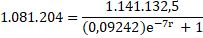 1.081.204 = 1.141.132,5 / ((0,09242)e^{-7r} + 1)